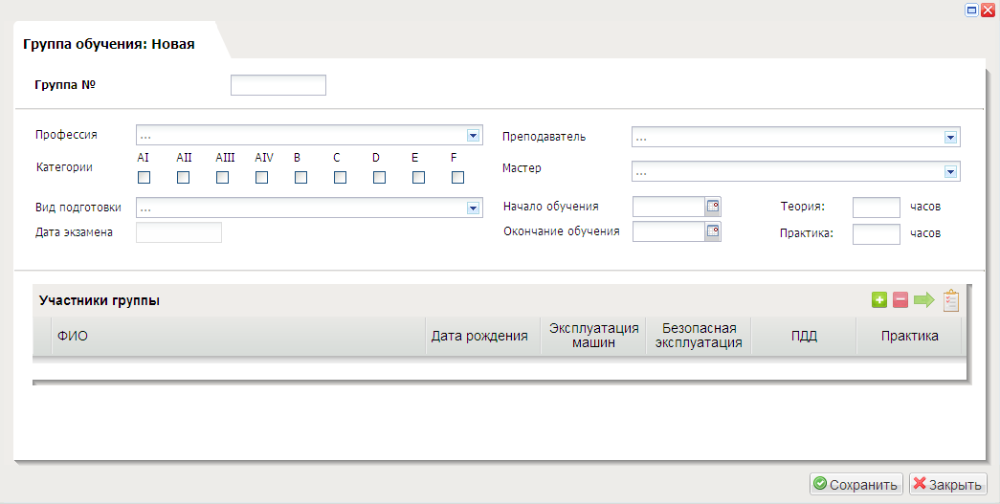 Группа обучения: Новая
Группа №
Профессия ...
Преподаватель ...
Категории AI AII AIII AIV B C D E F
Мастер ...
Вид подготовки ...
Начало обучения
Теория: часов
Дата экзамена
Окончание обучения
Практика: часов
Участники группы
ФИО Дата рождения Эксплуатация машин Безопасная эксплуатация ПДД Практика
Сохранить Закрыть